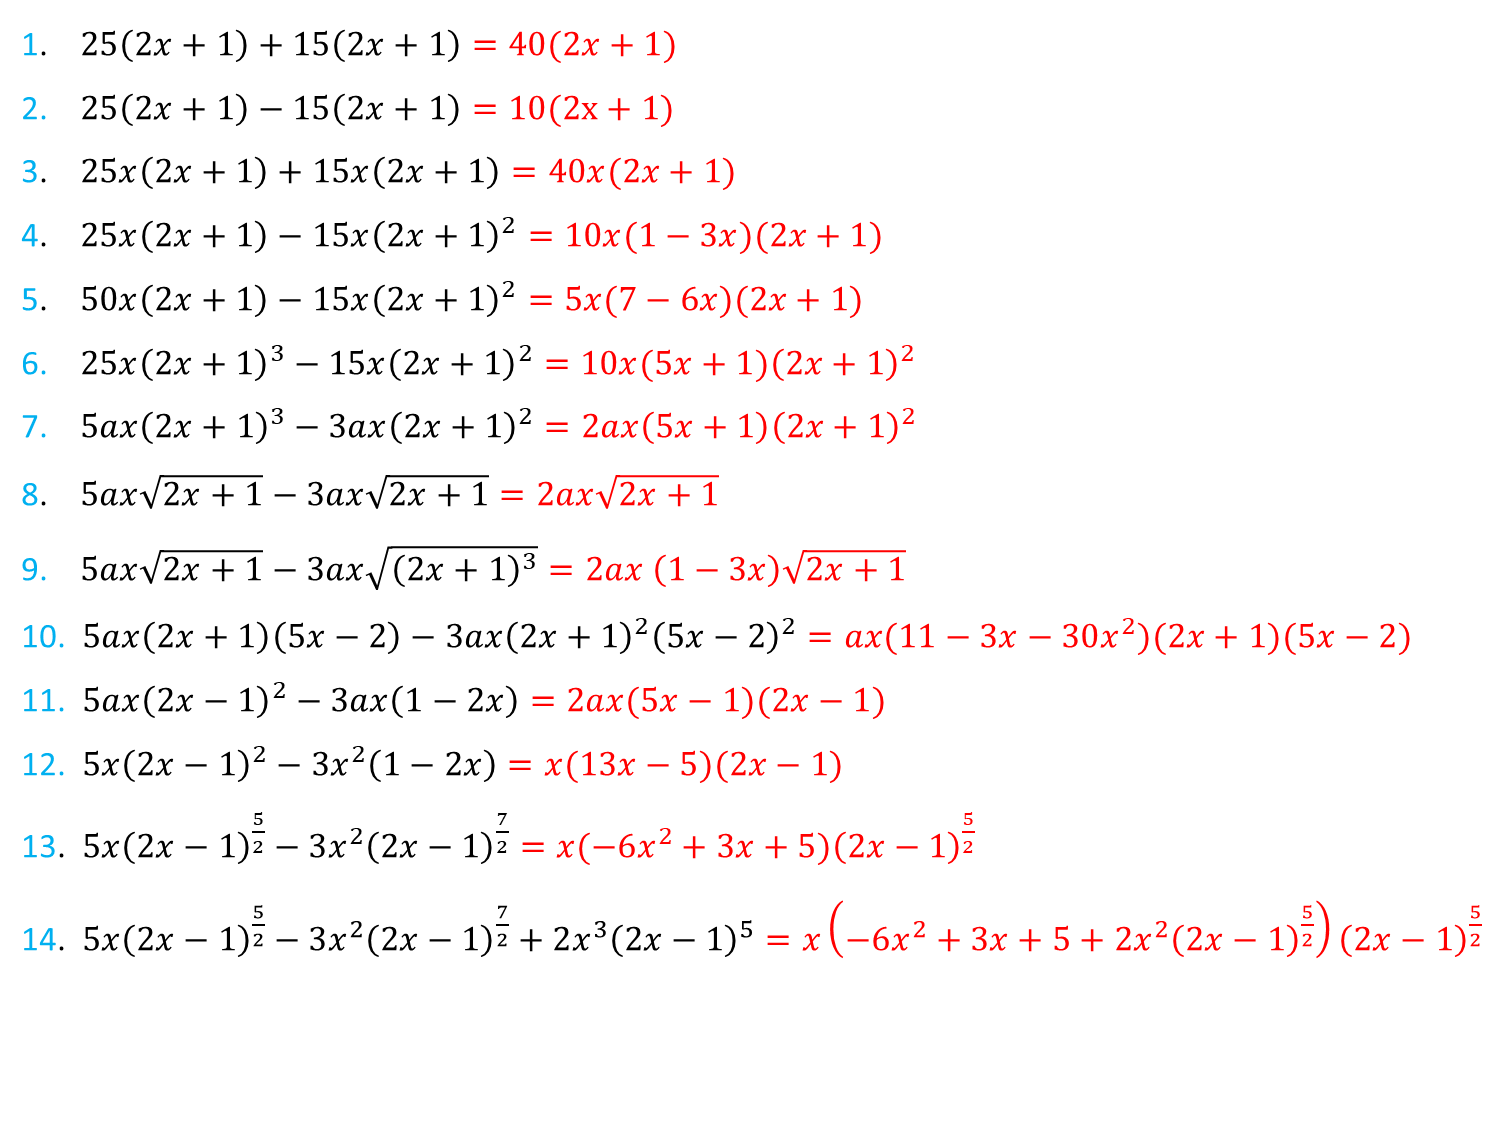 1. 25(2x + 1) + 15(2x + 1) = 40(2x + 1)
2. 25(2x + 1) − 15(2x + 1) = 10(2x + 1)
3. 25x(2x + 1) + 15x(2x + 1) = 40x(2x + 1)
4. 25x(2x + 1) − 15x(2x + 1)² = 10x(1 − 3x)(2x + 1)
5. 50x(2x + 1) − 15x(2x + 1)² = 5x(7 − 6x)(2x + 1)
6. 25x(2x + 1)³ − 15x(2x + 1)² = 10x(5x + 1)(2x + 1)²
7. 5ax(2x + 1)³ − 3ax(2x + 1)² = 2ax(5x + 1)(2x + 1)²
8. 5ax√(2x + 1) − 3ax√(2x + 1) = 2ax√(2x + 1)
9. 5ax√(2x + 1) − 3ax√((2x + 1)³) = 2ax (1 − 3x)√(2x + 1)
10. 5ax(2x + 1)(5x − 2) − 3ax(2x + 1)²(5x − 2)² = ax(11 − 3x − 30x²)(2x + 1)(5x − 2)
11. 5ax(2x − 1)² − 3ax(1 − 2x) = 2ax(5x − 1)(2x − 1)
12. 5x(2x − 1)² − 3x²(1 − 2x) = x(13x − 5)(2x − 1)
13. 5x(2x − 1)^(5/2) − 3x²(2x − 1)^(7/2) = x(−6x² + 3x + 5)(2x − 1)^(5/2)
14. 5x(2x − 1)^(5/2) − 3x²(2x − 1)^(7/2) + 2x³(2x − 1)⁵ = x(−6x² + 3x + 5 + 2x²(2x − 1)^(5/2))(2x − 1)^(5/2)